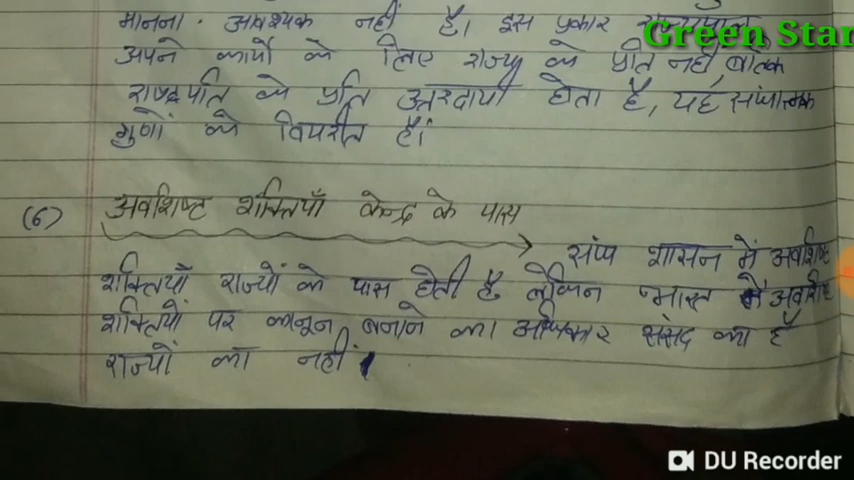 मानना . आवश्यक नहीं है। इस प्रकार राज्यपाल
Green Star
अपने कार्यों के लिए राज्य के प्रति नहीं, बल्कि
राष्ट्रपति के प्रति उत्तरदायी होता है, यह संघात्मक
गुणों के विपरीत है।
(6) अवशिष्ट शक्तियाँ केन्द्र के पास
संघ शासन में अवशिष्ट
शक्तियाँ राज्यों के पास होती है लेकिन भारत में अवशिष्ट
शक्तियों पर कानून बनाने का अधिकार संसद का है
राज्यों का नहीं।
DU Recorder